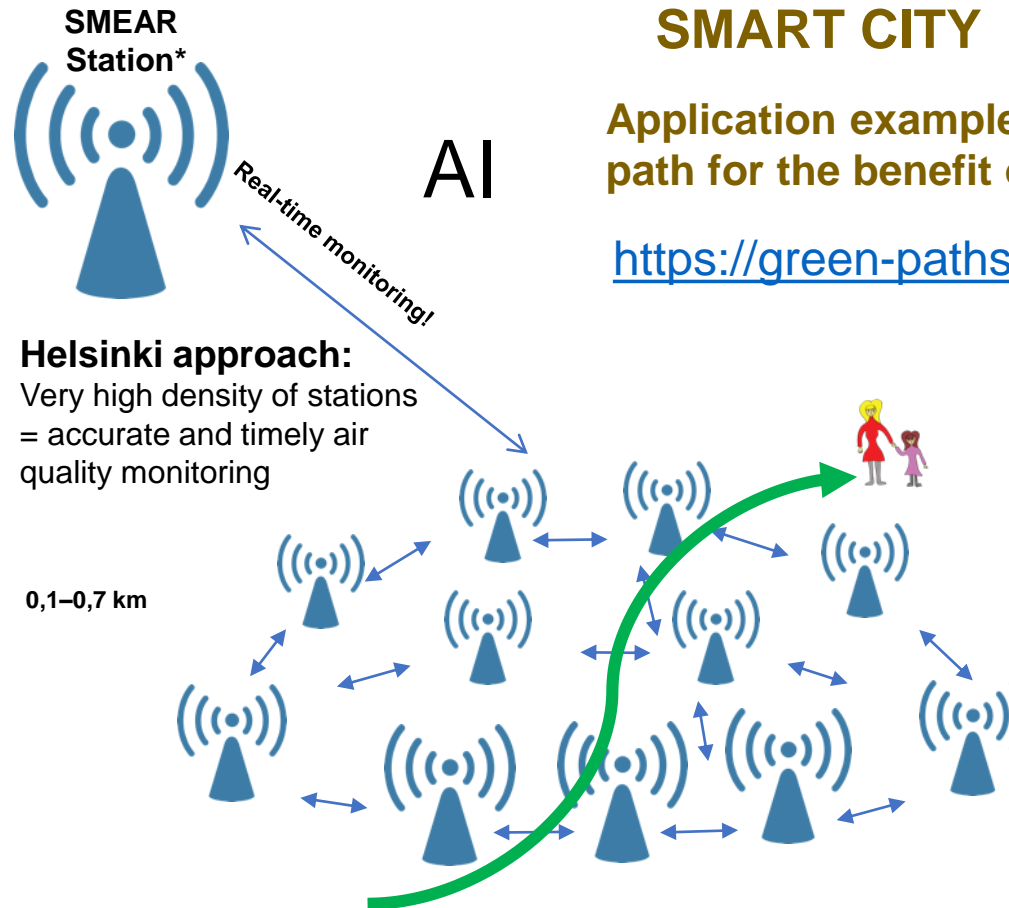 SMEAR
Station*
SMART CITY
Application example
path for the benefit
https://green-paths
AI
Real-time monitoring!
Helsinki approach:
Very high density of stations
= accurate and timely air
quality monitoring
0,1–0,7 km